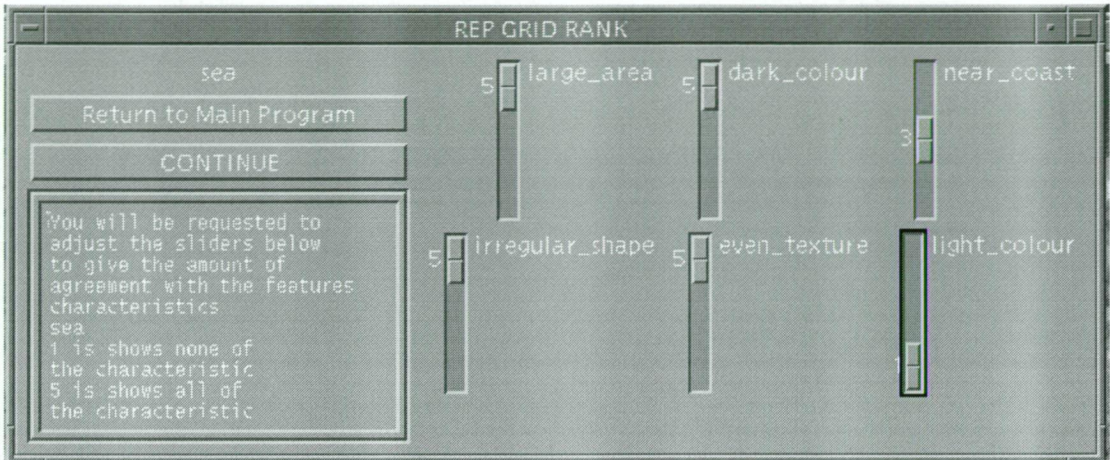 REP GRID RANK
sea
Return to Main Program
CONTINUE
You will be requested to
adjust the sliders below
to give the amount of
agreement with the features
characteristics
sea
1 is shows none of
the characteristic
5 is shows all of
the characteristic
5 large_area
5 dark_colour
3 near_coast
5 irregular_shape
5 even_texture
1 light_colour